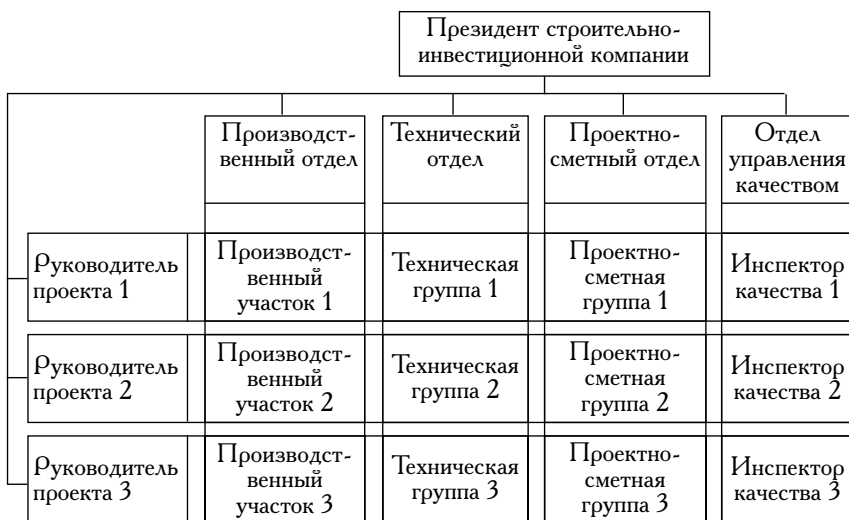 Президент строительно-
инвестиционной компании
Производст-
венный отдел
Технический
отдел
Проектно-
сметный отдел
Отдел
управления
качеством
Руководитель
проекта 1
Производст-
венный
участок 1
Техническая
группа 1
Проектно-
сметная
группа 1
Инспектор
качества 1
Руководитель
проекта 2
Производст-
венный
участок 2
Техническая
группа 2
Проектно-
сметная
группа 2
Инспектор
качества 2
Руководитель
проекта 3
Производст-
венный
участок 3
Техническая
группа 3
Проектно-
сметная
группа 3
Инспектор
качества 3